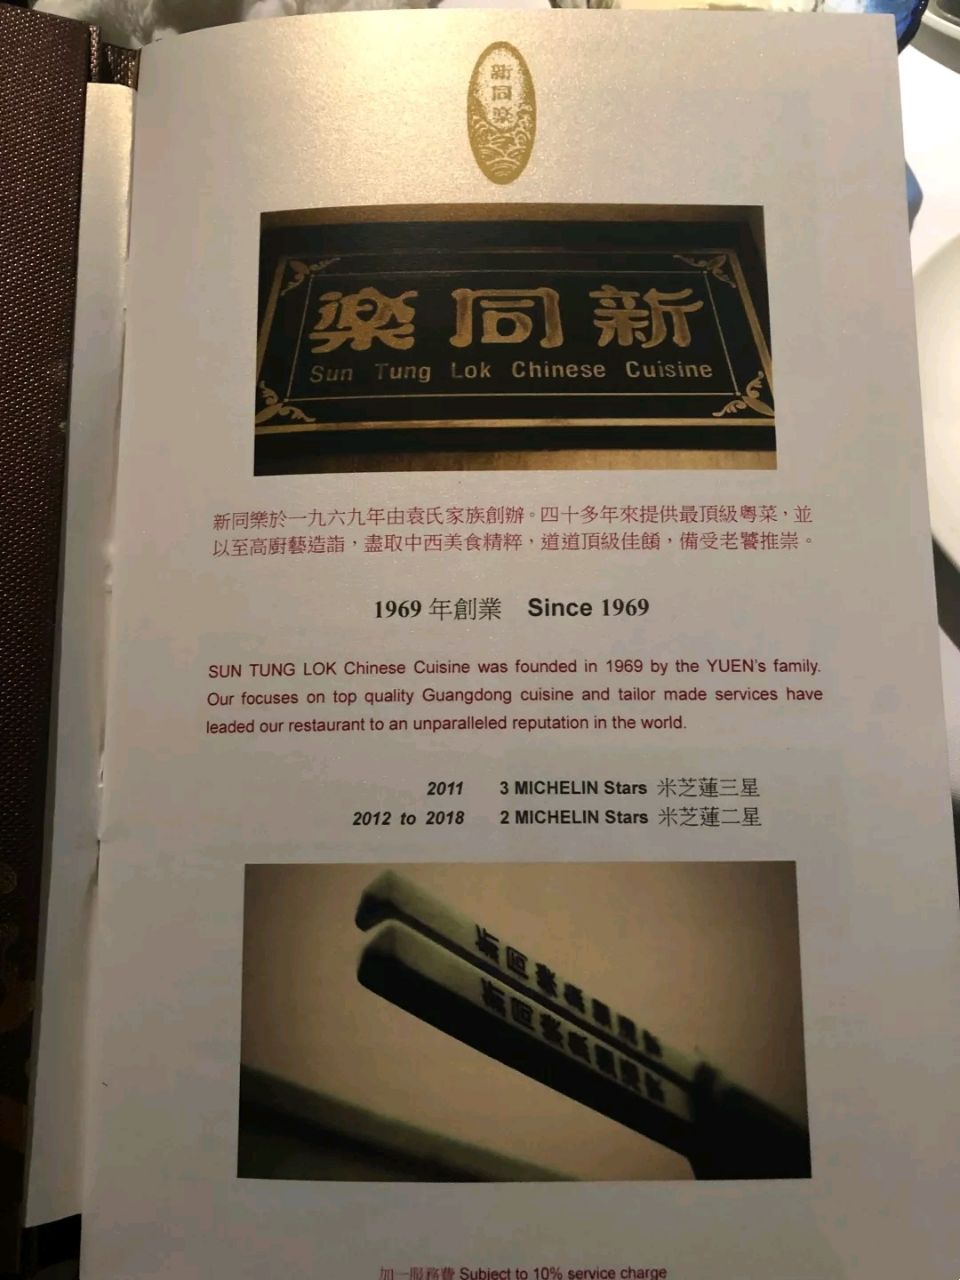 新同樂
樂同新
Sun Tung Lok Chinese Cuisine
新同樂於一九六九年由袁氏家族創辦。四十多年來提供最頂級粵菜，並
以至高廚藝造詣，盡取中西美食精粹，道道頂級佳餚，備受老饕推崇。
1969 年創業 Since 1969
SUN TUNG LOK Chinese Cuisine was founded in 1969 by the YUEN's family.
Our focuses on top quality Guangdong cuisine and tailor made services have
leaded our restaurant to an unparalleled reputation in the world.
2011 3 MICHELIN Stars 米芝蓮三星
2012 to 2018 2 MICHELIN Stars 米芝蓮二星
新同樂
新同樂
加一服務費 Subject to 10% service charge